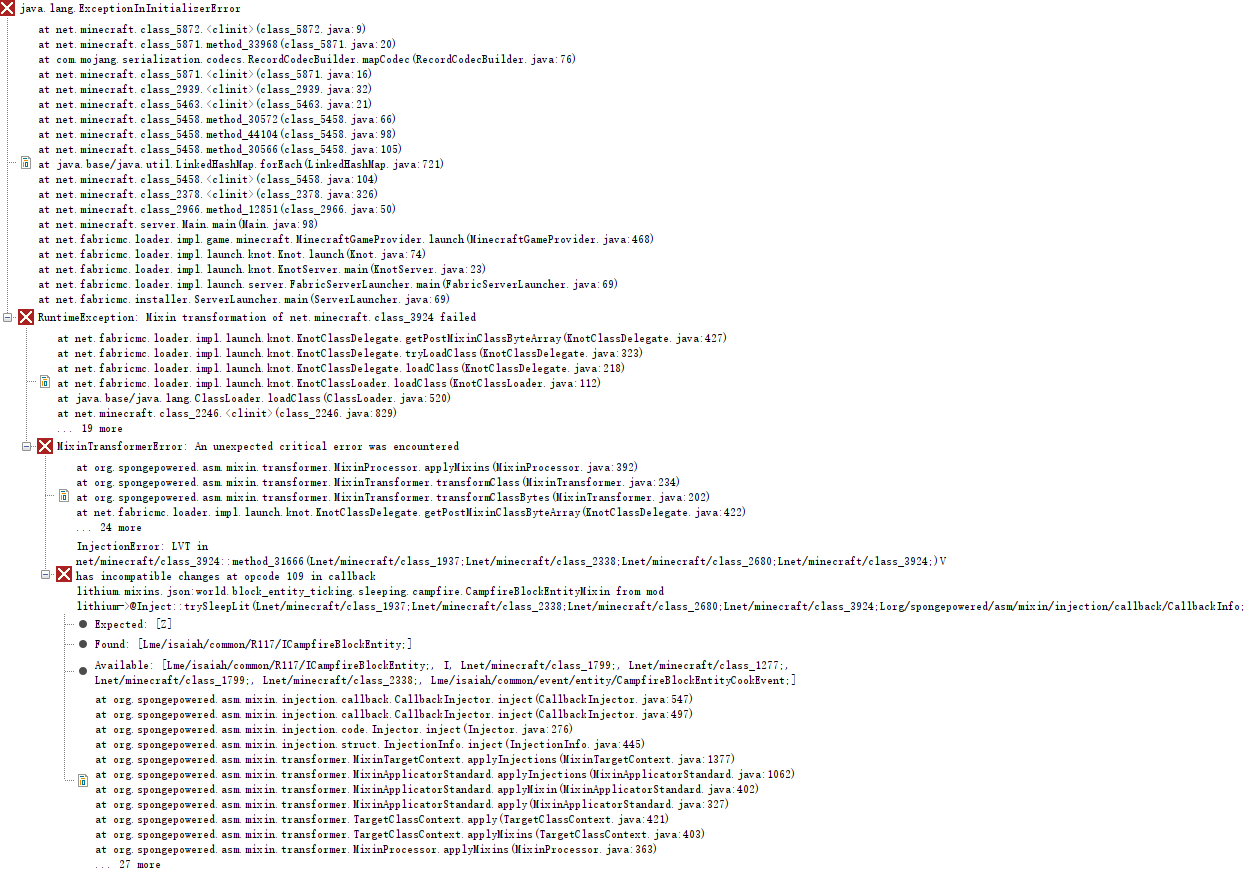 java.lang.ExceptionInInitializerError
at net.minecraft.class_5872.<clinit>(class_5872.java:9)
at net.minecraft.class_5871.method_33968(class_5871.java:20)
at com.mojang.serialization.codecs.RecordCodecBuilder.mapCodec(RecordCodecBuilder.java:76)
at net.minecraft.class_5871.<clinit>(class_5871.java:16)
at net.minecraft.class_2939.<clinit>(class_2939.java:32)
at net.minecraft.class_5463.<clinit>(class_5463.java:21)
at net.minecraft.class_5458.method_30572(class_5458.java:66)
at net.minecraft.class_5458.method_44104(class_5458.java:98)
at net.minecraft.class_5458.method_30566(class_5458.java:105)
at java.base/java.util.LinkedHashMap.forEach(LinkedHashMap.java:721)
at net.minecraft.class_5458.<clinit>(class_5458.java:104)
at net.minecraft.class_2378.<clinit>(class_2378.java:326)
at net.minecraft.class_2966.method_12851(class_2966.java:50)
at net.minecraft.server.Main.main(Main.java:98)
at net.fabricmc.loader.impl.game.minecraft.MinecraftGameProvider.launch(MinecraftGameProvider.java:468)
at net.fabricmc.loader.impl.launch.knot.Knot.launch(Knot.java:74)
at net.fabricmc.loader.impl.launch.knot.KnotServer.main(KnotServer.java:23)
at net.fabricmc.loader.impl.launch.server.FabricServerLauncher.main(FabricServerLauncher.java:69)
at net.fabricmc.installer.ServerLauncher.main(ServerLauncher.java:69)
RuntimeException: Mixin transformation of net.minecraft.class_3924 failed
at net.fabricmc.loader.impl.launch.knot.KnotClassDelegate.getPostMixinClassByteArray(KnotClassDelegate.java:427)
at net.fabricmc.loader.impl.launch.knot.KnotClassDelegate.tryLoadClass(KnotClassDelegate.java:323)
at net.fabricmc.loader.impl.launch.knot.KnotClassDelegate.loadClass(KnotClassDelegate.java:218)
at net.fabricmc.loader.impl.launch.knot.KnotClassLoader.loadClass(KnotClassLoader.java:112)
at java.base/java.lang.ClassLoader.loadClass(ClassLoader.java:520)
at net.minecraft.class_2246.<clinit>(class_2246.java:829)
... 19 more
MixinTransformerError: An unexpected critical error was encountered
at org.spongepowered.asm.mixin.transformer.MixinProcessor.applyMixins(MixinProcessor.java:392)
at org.spongepowered.asm.mixin.transformer.MixinTransformer.transformClass(MixinTransformer.java:234)
at org.spongepowered.asm.mixin.transformer.MixinTransformer.transformClassBytes(MixinTransformer.java:202)
at net.fabricmc.loader.impl.launch.knot.KnotClassDelegate.getPostMixinClassByteArray(KnotClassDelegate.java:422)
... 24 more
InjectionError: LVT in
net/minecraft/class_3924::method_31666(Lnet/minecraft/class_1937;Lnet/minecraft/class_2338;Lnet/minecraft/class_2680;Lnet/minecraft/class_3924;)V
has incompatible changes at opcode 109 in callback
lithium.mixins.json:world.block_entity_ticking.sleeping.campfire.CampfireBlockEntityMixin from mod
lithium->@Inject::trySleepLit(Lnet/minecraft/class_1937;Lnet/minecraft/class_2338;Lnet/minecraft/class_2680;Lnet/minecraft/class_3924;Lorg/spongepowered/asm/mixin/injection/callback/CallbackInfo;
Expected: [Z]
Found: [Lme/isaiah/common/R117/ICampfireBlockEntity;]
Available: [Lme/isaiah/common/R117/ICampfireBlockEntity;, I, Lnet/minecraft/class_1799;, Lnet/minecraft/class_1277;,
Lnet/minecraft/class_1799;, Lnet/minecraft/class_2338;, Lme/isaiah/common/event/entity/CampfireBlockEntityCookEvent;]
at org.spongepowered.asm.mixin.injection.callback.CallbackInjector.inject(CallbackInjector.java:547)
at org.spongepowered.asm.mixin.injection.callback.CallbackInjector.inject(CallbackInjector.java:497)
at org.spongepowered.asm.mixin.injection.code.Injector.inject(Injector.java:276)
at org.spongepowered.asm.mixin.injection.struct.InjectionInfo.inject(InjectionInfo.java:445)
at org.spongepowered.asm.mixin.transformer.MixinTargetContext.applyInjections(MixinTargetContext.java:1377)
at org.spongepowered.asm.mixin.transformer.MixinApplicatorStandard.applyInjections(MixinApplicatorStandard.java:1062)
at org.spongepowered.asm.mixin.transformer.MixinApplicatorStandard.applyMixin(MixinApplicatorStandard.java:402)
at org.spongepowered.asm.mixin.transformer.MixinApplicatorStandard.apply(MixinApplicatorStandard.java:327)
at org.spongepowered.asm.mixin.transformer.TargetClassContext.apply(TargetClassContext.java:421)
at org.spongepowered.asm.mixin.transformer.TargetClassContext.applyMixins(TargetClassContext.java:403)
at org.spongepowered.asm.mixin.transformer.MixinProcessor.applyMixins(MixinProcessor.java:363)
... 27 more